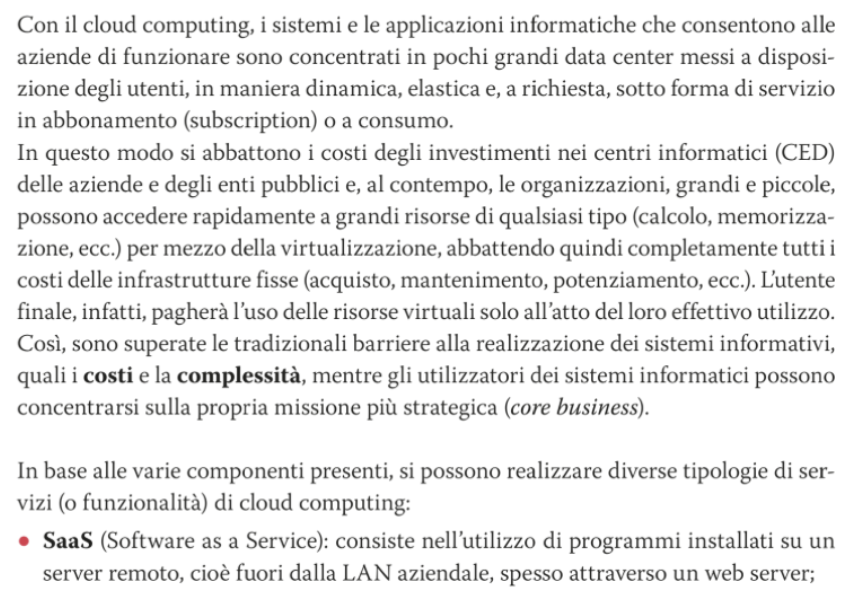 Con il cloud computing, i sistemi e le applicazioni informatiche che consentono alle
aziende di funzionare sono concentrati in pochi grandi data center messi a disposi-
zione degli utenti, in maniera dinamica, elastica e, a richiesta, sotto forma di servizio
in abbonamento (subscription) o a consumo.
In questo modo si abbattono i costi degli investimenti nei centri informatici (CED)
delle aziende e degli enti pubblici e, al contempo, le organizzazioni, grandi e piccole,
possono accedere rapidamente a grandi risorse di qualsiasi tipo (calcolo, memorizza-
zione, ecc.) per mezzo della virtualizzazione, abbattendo quindi completamente tutti i
costi delle infrastrutture fisse (acquisto, mantenimento, potenziamento, ecc.). L'utente
finale, infatti, pagherà l'uso delle risorse virtuali solo all'atto del loro effettivo utilizzo.
Così, sono superate le tradizionali barriere alla realizzazione dei sistemi informativi,
quali i costi e la complessità, mentre gli utilizzatori dei sistemi informatici possono
concentrarsi sulla propria missione più strategica (core business).
In base alle varie componenti presenti, si possono realizzare diverse tipologie di ser-
vizi (o funzionalità) di cloud computing:
• SaaS (Software as a Service): consiste nell'utilizzo di programmi installati su un
server remoto, cioè fuori dalla LAN aziendale, spesso attraverso un web server;